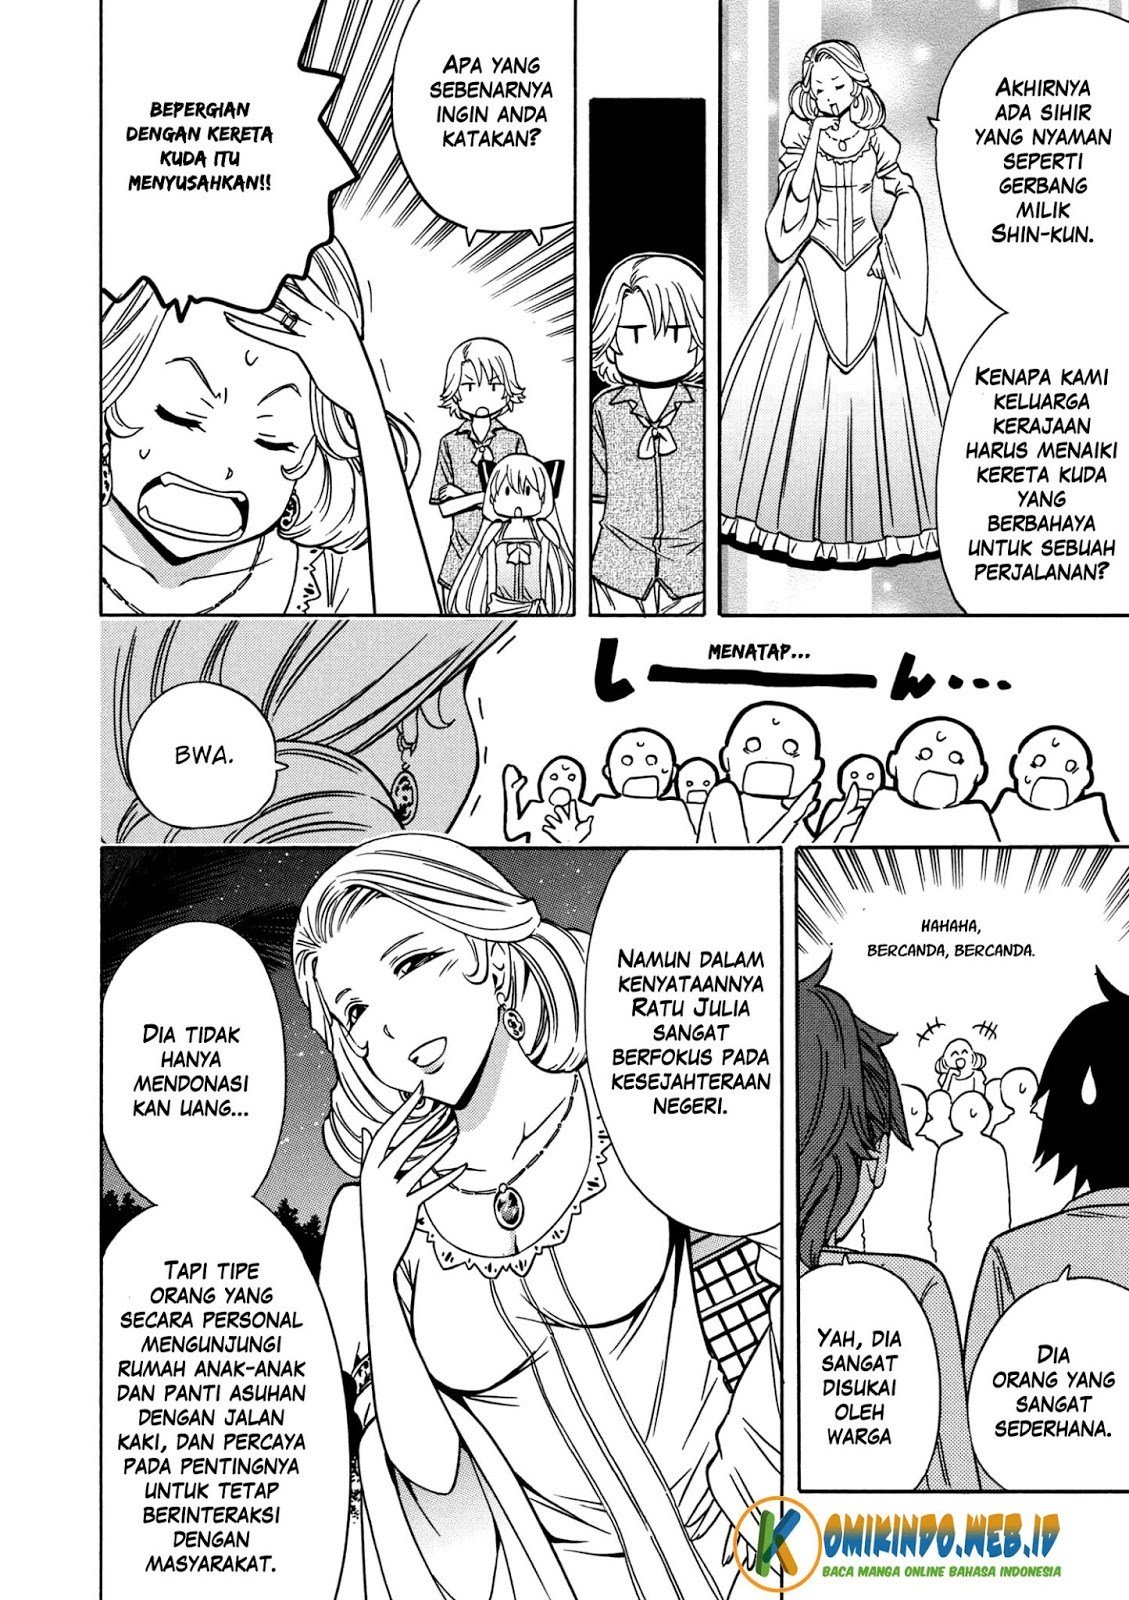 AKHIRNYA
ADA SIHIR
YANG NYAMAN
SEPERTI
GERBANG
MILIK
SHIN-KUN.
KENAPA KAMI
KELUARGA
KERAJAAN
HARUS MENAIKI
KERETA KUDA
YANG
BERBAHAYA
UNTUK SEBUAH
PERJALANAN?
APA YANG
SEBENARNYA
INGIN ANDA
KATAKAN?
BEPERGIAN
DENGAN KERETA
KUDA ITU
MENYUSAHKAN!!
MENATAP...
しーん...
BWA.
HAHAHA,
BERCANDA, BERCANDA.
DIA
ORANG YANG
SANGAT
SEDERHANA.
YAH, DIA
SANGAT
DISUKAI
OLEH
WARGA
NAMUN DALAM
KENYATAANNYA
RATU JULIA
SANGAT
BERFOKUS PADA
KESEJAHTERAAN
NEGERI.
DIA TIDAK
HANYA
MENDONASI
KAN UANG...
TAPI TIPE
ORANG YANG
SECARA PERSONAL
MENGUNJUNGI
RUMAH ANAK-ANAK
DAN PANTI ASUHAN
DENGAN JALAN
KAKI, DAN PERCAYA
PADA PENTINGNYA
UNTUK TETAP
BERINTERAKSI
DENGAN
MASYARAKAT.
KOMIKINDO.WEB.ID
BACA MANGA ONLINE BAHASA INDONESIA